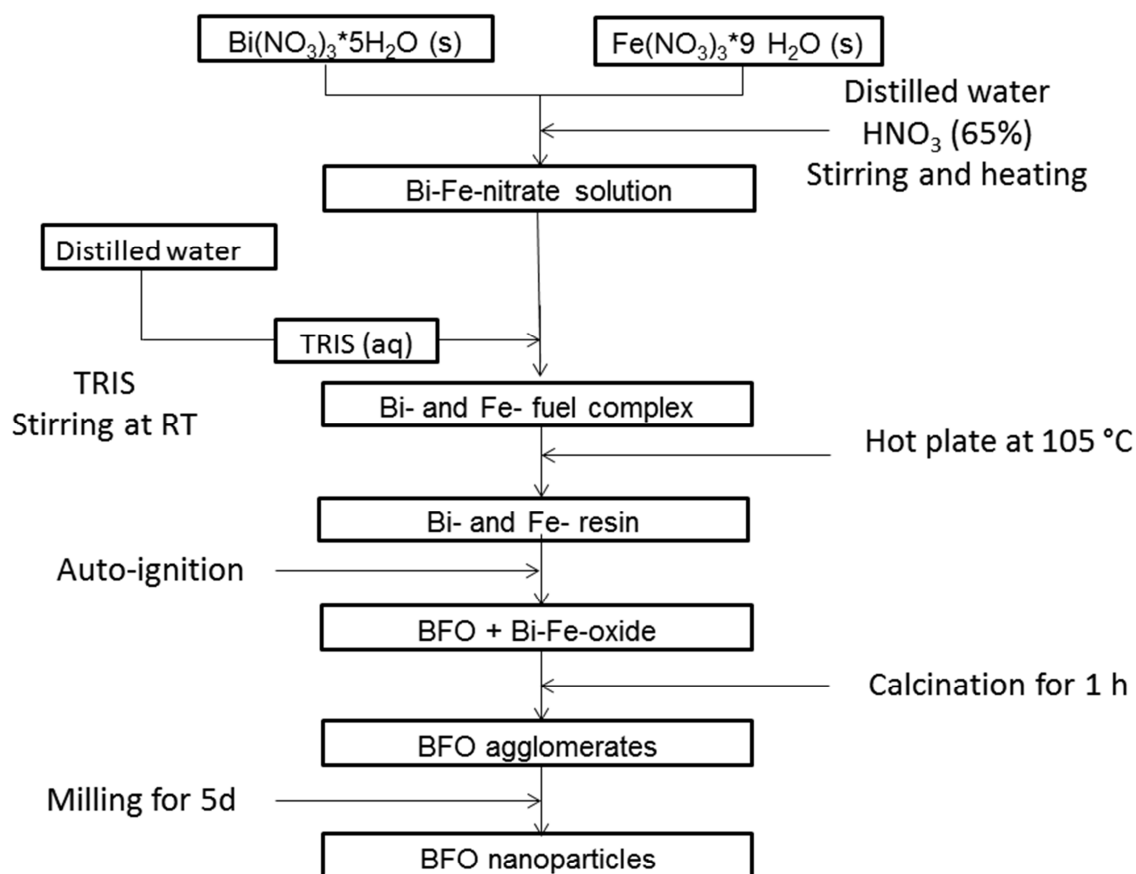 Bi(NO₃)₃*5H₂O (s)
Fe(NO₃)₃*9 H₂O (s)
Distilled water
HNO₃ (65%)
Stirring and heating
Bi-Fe-nitrate solution
Distilled water
TRIS (aq)
TRIS
Stirring at RT
Bi- and Fe- fuel complex
Hot plate at 105 °C
Bi- and Fe- resin
Auto-ignition
BFO + Bi-Fe-oxide
Calcination for 1 h
BFO agglomerates
Milling for 5d
BFO nanoparticles